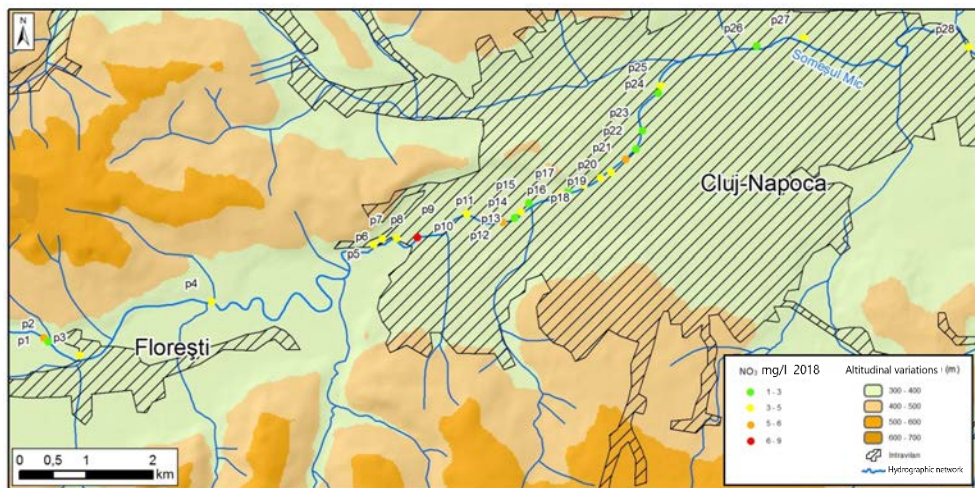 N
p27
p26
p28
Someșul Mic
p25
p24
p23
p22
p21
p20
p17
p15
p16
p19
p18
Cluj-Napoca
p14
p13
p12
p11
p10
p9
p8
p7
p6
p5
p4
p2
p1
p3
Florești
NO₃ mg/l 2018
1 - 3
3 - 5
5 - 6
6 - 9
Altitudinal variations (m)
300 - 400
400 - 500
500 - 600
600 - 700
Intravilan
Hydrographic network
0 0,5 1 2
km